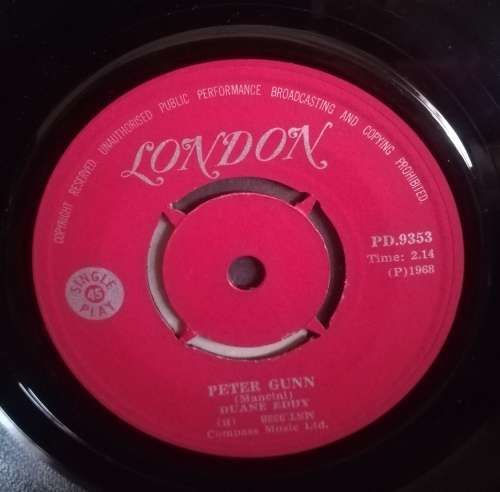 COPYRIGHT RESERVED UNAUTHORISED PUBLIC PERFORMANCE BROADCASTING AND COPYING PROHIBITED.
LONDON
PD.9353
Time: 2.14
(P)1968
SINGLE
45
PLAY
PETER GUNN
(Mancini)
DUANE EDDY
(II)
Compass Music Ltd.